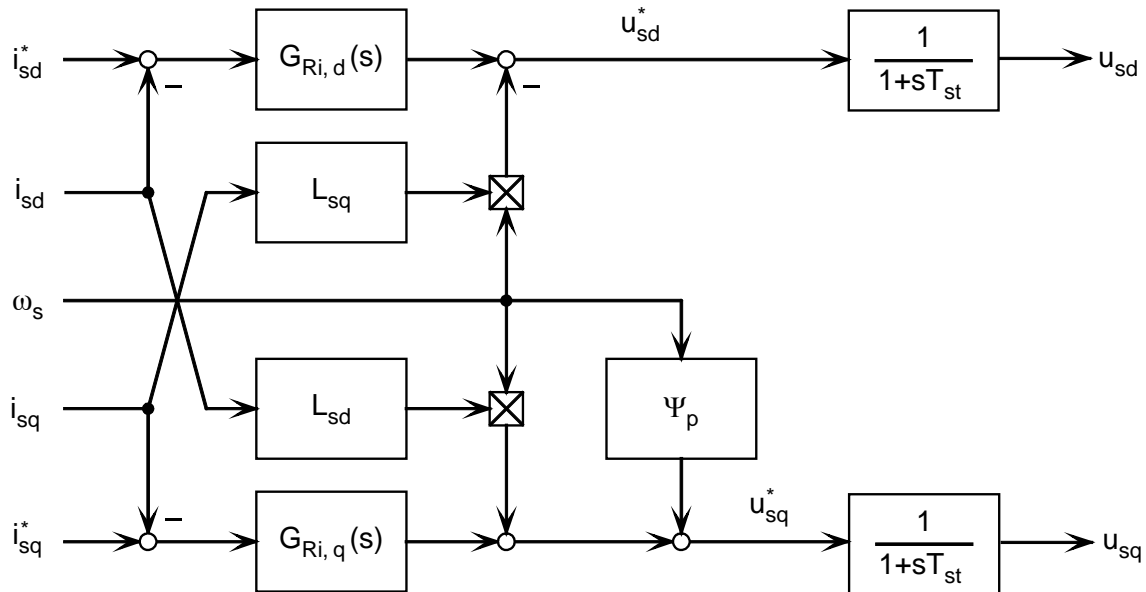 i*sd
GRi, d(s)
–
u*sd
–
1
1+sTst
usd
isd
Lsq
ωs
isq
Lsd
Ψp
i*sq
–
GRi, q(s)
u*sq
1
1+sTst
usq